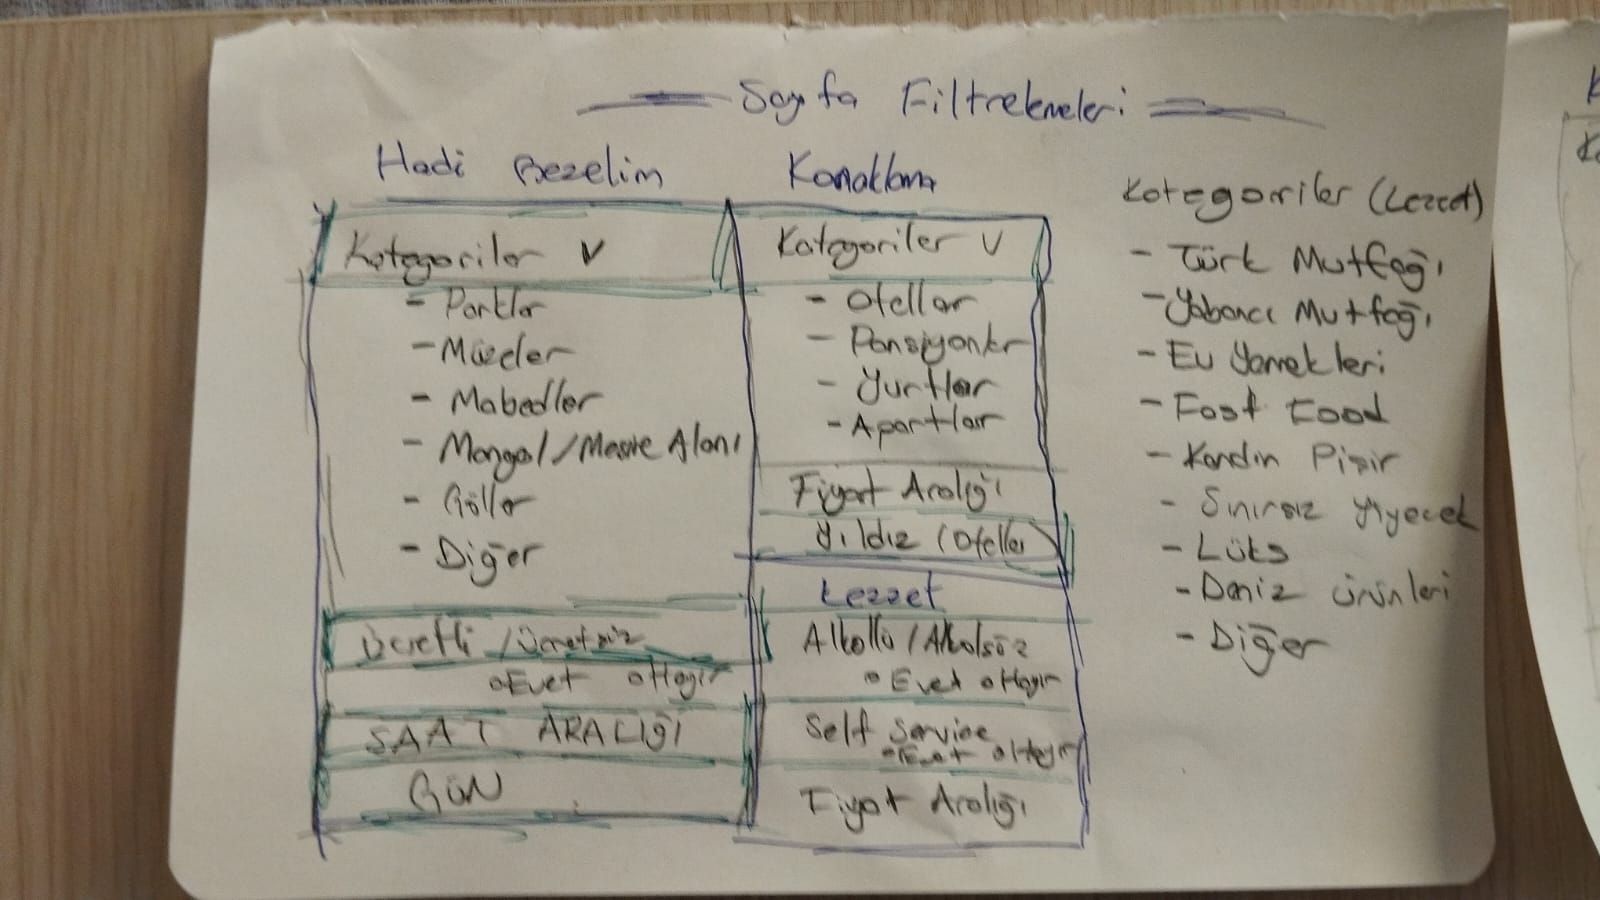 Sayfa Filtrelemeleri
Hadi Gezelim
Kategoriler V
- Parklar
- Müzeler
- Mabedler
- Mangal/Mesire Alanı
- Göller
- Diğer
Ücretli / Ücretsiz
o Evet o Hayır
SAAT ARALIĞI
GÜN
Konaklama
Kategoriler V
- Oteller
- Pansiyonlar
- Yurtlar
- Apartlar
Fiyat Aralığı
Yıldız (Oteller)
Lezzet
Alkollü / Alkolsüz
o Evet o Hayır
Self Service
o Evet o Hayır
Fiyat Aralığı
Kategoriler (Lezzet)
- Türk Mutfağı
- Yabancı Mutfağı
- Ev Yemekleri
- Fast Food
- Kendin Pişir
- Sınırsız Yiyecek
- Lüks
- Deniz Ürünleri
- Diğer